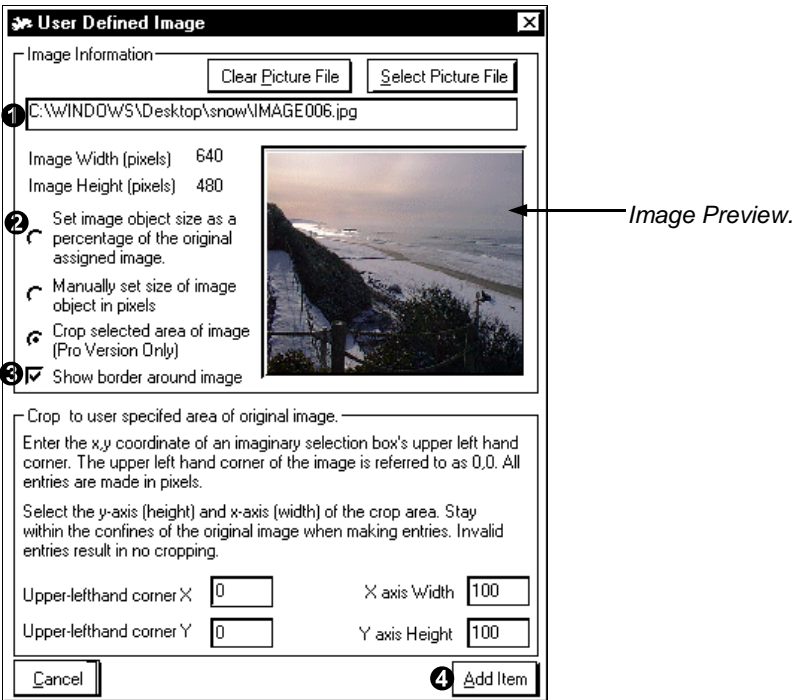 User Defined Image
Image Information
Clear Picture File
Select Picture File
1
C:\WINDOWS\Desktop\snow\IMAGE006.jpg
Image Width (pixels) 640
Image Height (pixels) 480
Image Preview.
2
Set image object size as a
percentage of the original
assigned image.
Manually set size of image
object in pixels
Crop selected area of image
(Pro Version Only)
3
Show border around image
Crop to user specifed area of original image.
Enter the x,y coordinate of an imaginary selection box's upper left hand
corner. The upper left hand corner of the image is referred to as 0,0. All
entries are made in pixels.
Select the y-axis (height) and x-axis (width) of the crop area. Stay
within the confines of the original image when making entries. Invalid
entries result in no cropping.
Upper-lefthand corner X 0 X axis Width 100
Upper-lefthand corner Y 0 Y axis Height 100
Cancel
4 Add Item